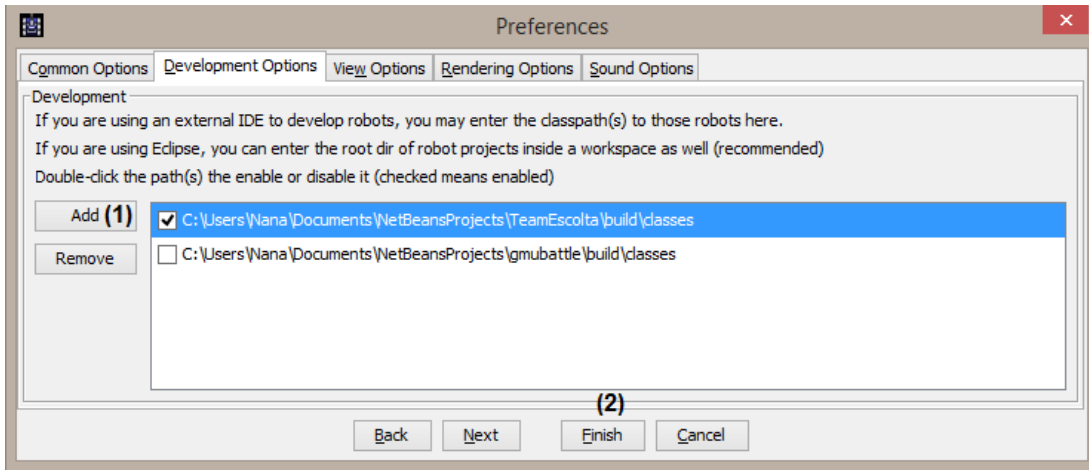 Preferences
Common Options Development Options View Options Rendering Options Sound Options
Development
If you are using an external IDE to develop robots, you may enter the classpath(s) to those robots here.
If you are using Eclipse, you can enter the root dir of robot projects inside a workspace as well (recommended)
Double-click the path(s) the enable or disable it (checked means enabled)
Add (1)
C:\Users\Nana\Documents\NetBeansProjects\TeamEscolta\build\classes
Remove
C:\Users\Nana\Documents\NetBeansProjects\gmubattle\build\classes
(2)
Back Next Finish Cancel